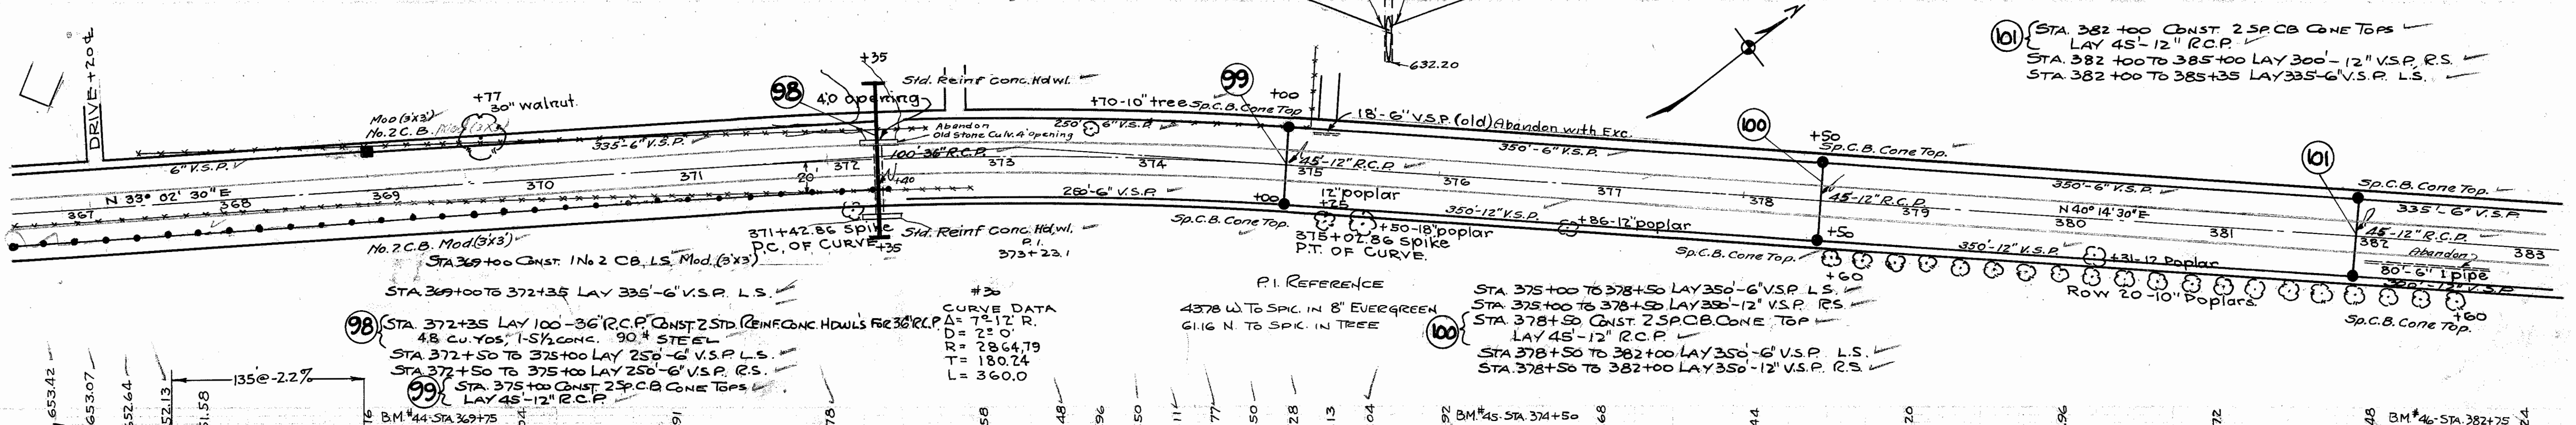 DRIVE +20 ¢
+77
30" walnut.
Mod (3'x3')
No. 2 C.B.
6" V.S.P.
335'-6" V.S.P.
N 33° 02' 30" E
367
368
369
370
371
372
373
374
375
376
377
378
379
380
381
382
383
20'
98
+35
4.0 opening
Std. Reinf Conc. Hdwl.
Abandon
Old Stone Culv. 4' opening
100'-36" R.C.P.
+40
+35
Std. Reinf Conc. Hdwl.
+70-10" tree
Sp.C.B. Cone Top
250' 6" V.S.P.
250'-6" V.S.P.
99
+00
632.20
18'-6" V.S.P. (old) Abandon with Exc.
45'-12" R.C.P.
+00
Sp.C.B. Cone Top.
12" poplar
+25
+50-18" poplar
350'-6" V.S.P.
350'-12" V.S.P.
+86-12" poplar
100
+50
Sp.C.B. Cone Top.
45'-12" R.C.P.
+50
Sp.C.B. Cone Top.
+60
350'-6" V.S.P.
N 40° 14' 30" E
350'-12" V.S.P.
+31-12 Poplar
Row 20-10" Poplars
101
Sp.C.B. Cone Top.
335'-6" V.S.P.
45'-12" R.C.P.
Abandon
80'-6" I pipe
300'-12" V.S.P.
+60
Sp.C.B. Cone Top.
101 { STA. 382+00 CONST. 2 SP. CB CONE TOPS
LAY 45'-12" R.C.P.
STA. 382+00 TO 385+00 LAY 300'-12" V.S.P. R.S.
STA. 382+00 TO 385+35 LAY 335'-6" V.S.P. L.S.
No. 2 C.B. Mod (3'x3')
STA 369+00 CONST. 1 No 2 CB, L.S. Mod. (3'x3')
371+42.86 Spike
P.C. OF CURVE
P.I.
373+23.1
375+02.86 Spike
P.T. OF CURVE.
STA. 369+00 TO 372+35 LAY 335'-6" V.S.P. L.S.
98 { STA. 372+35 LAY 100-36" R.C.P. CONST. 2 STD. REINF. CONC. HDWL'S FOR 36" R.C.P.
4.8 CU. YDS, 1-5 1/2 CONC. 90 # STEEL
STA. 372+50 TO 375+00 LAY 250'-6" V.S.P. L.S.
STA. 372+50 TO 375+00 LAY 250'-6" V.S.P. R.S.
99 { STA. 375+00 CONST. 2 SP. C.B. CONE TOPS
LAY 45'-12" R.C.P.
#30
CURVE DATA
Δ = 7°12' R.
D = 2° 0'
R = 2864.79
T = 180.24
L = 360.0
P.I. REFERENCE
43.78 W. TO SPIC. IN 8" EVERGREEN
61.16 N. TO SPIC. IN TREE
STA. 375+00 TO 378+50 LAY 350'-6" V.S.P. L.S.
STA. 375+00 TO 378+50 LAY 350'-12" V.S.P. R.S.
100 { STA. 378+50 CONST. 2 SP. C.B. CONE TOP
LAY 45'-12" R.C.P.
STA. 378+50 TO 382+00 LAY 350'-6" V.S.P. L.S.
STA. 378+50 TO 382+00 LAY 350'-12" V.S.P. R.S.
653.42
653.07
52.64
52.13
51.58
135' @ -2.2%
B.M. #44-STA. 369+75
B.M. #45-STA. 374+50
B.M. #46-STA. 382+75